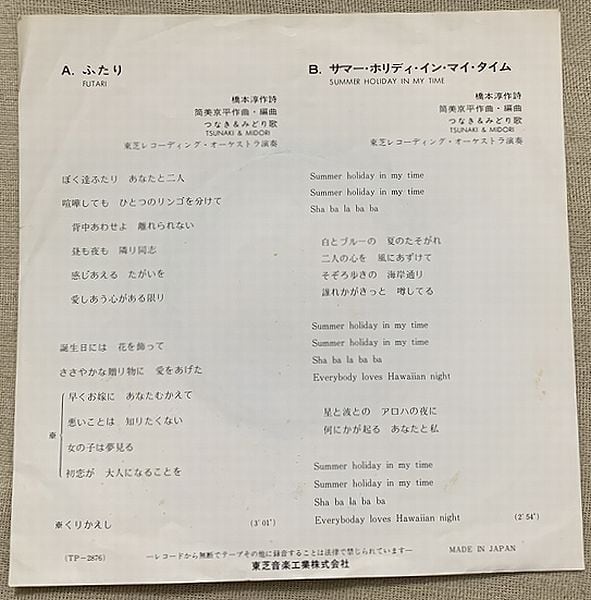 A. ふたり
FUTARI
橋本淳作詩
筒美京平作曲・編曲
つなき＆みどり歌
TSUNAKI & MIDORI
東芝レコーディング・オーケストラ演奏
ぼく達ふたり　あなたと二人
喧嘩しても　ひとつのリンゴを分けて
背中あわせよ　離れられない
昼も夜も　隣り同志
感じあえる　たがいを
愛しあう心がある限り
誕生日には　花を飾って
ささやかな贈り物に　愛をあげた
早くお嫁に　あなたむかえて
悪いことは　知りたくない
※
女の子は夢見る
初恋が　大人になることを
※くりかえし
(3′01″)
B. サマー・ホリディ・イン・マイ・タイム
SUMMER HOLIDAY IN MY TIME
橋本淳作詩
筒美京平作曲・編曲
つなき＆みどり歌
TSUNAKI & MIDORI
東芝レコーディング・オーケストラ演奏
Summer holiday in my time
Summer holiday in my time
Sha ba la ba ba
白とブルーの　夏のたそがれ
二人の心を　風にあずけて
そぞろ歩きの　海岸通り
誰れかがきっと　噂してる
Summer holiday in my time
Summer holiday in my time
Sha ba la ba ba
Everybody loves Hawaiian night
星と波との　アロハの夜に
何にかが起る　あなたと私
Summer holiday in my time
Summer holiday in my time
Sha ba la ba ba
Everyboday loves Hawaiian night
(2′54″)
(TP-2876)
—レコードから無断でテープその他に録音することは法律で禁じられています—
MADE IN JAPAN
東芝音楽工業株式会社